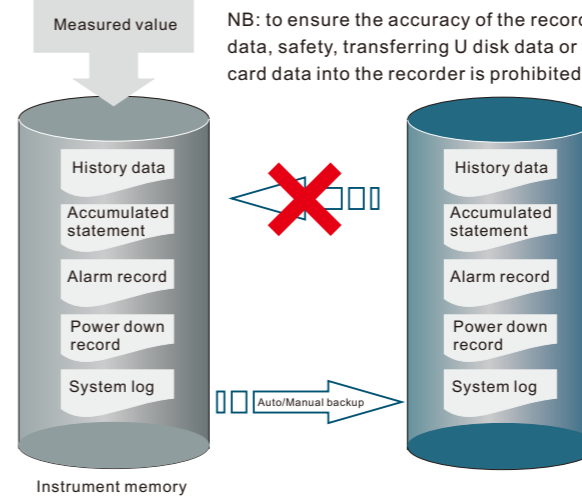 Measured value
NB: to ensure the accuracy of the record
data, safety, transferring U disk data or
card data into the recorder is prohibited
History data
Accumulated
statement
Alarm record
Power down
record
System log
Auto/Manual backup
History data
Accumulated
statement
Alarm record
Power down
record
System log
Instrument memory